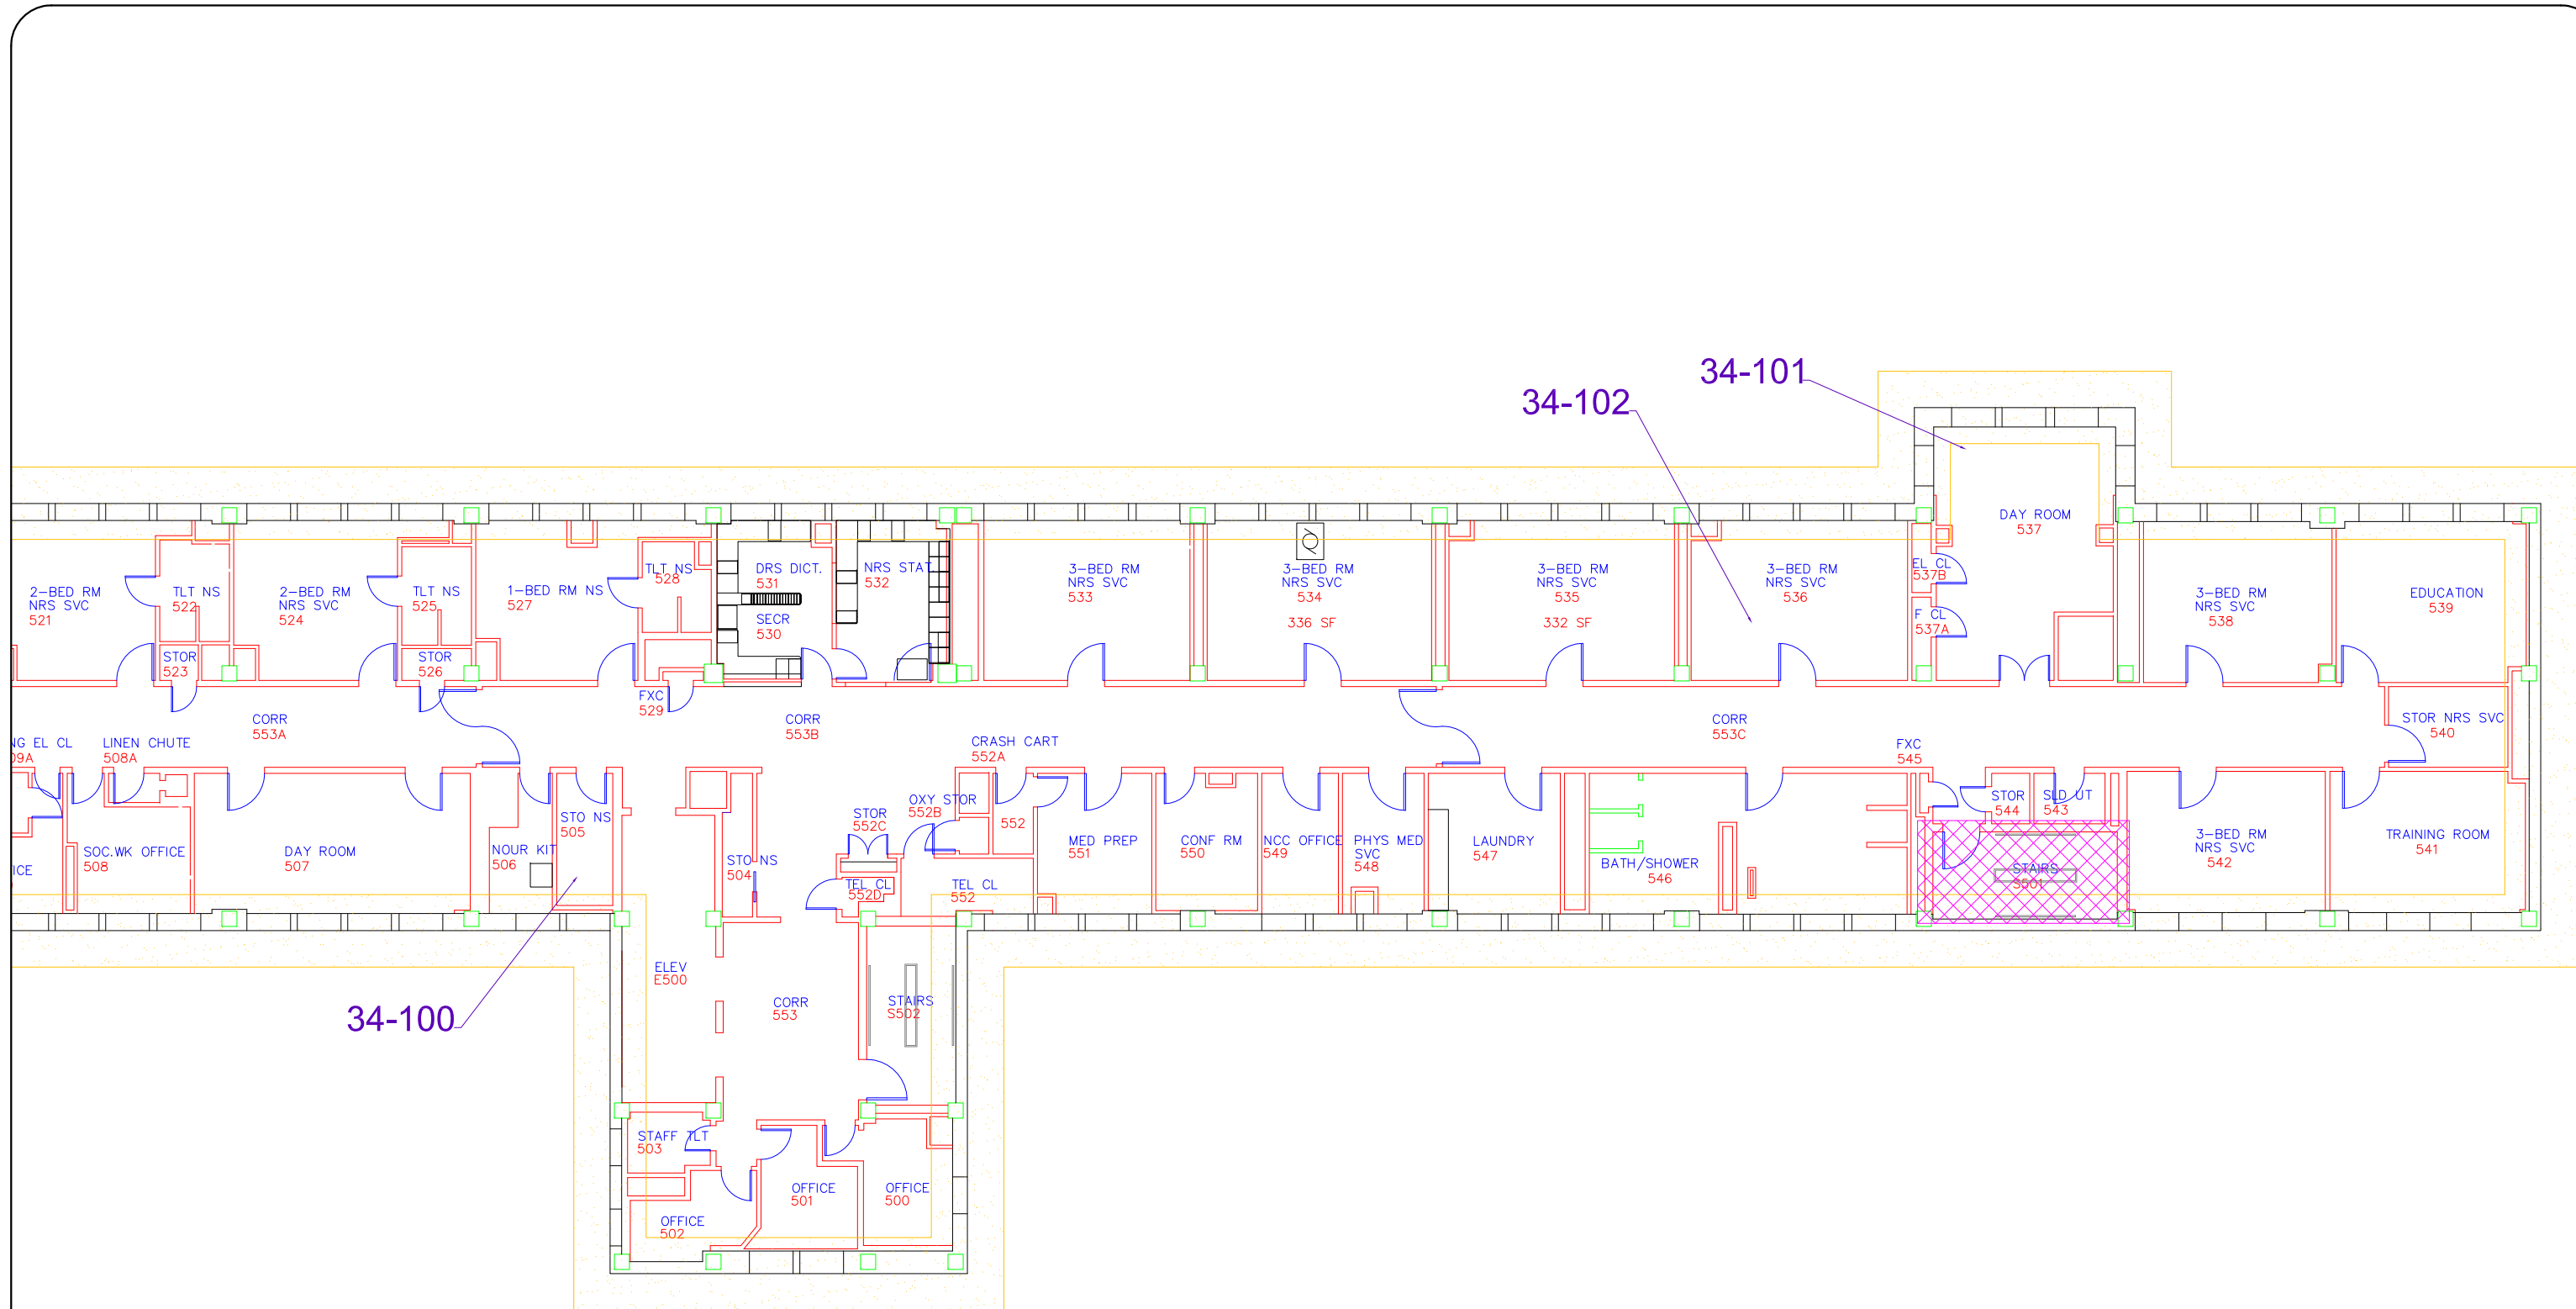 34-101
34-102
DAY ROOM
537
2-BED RM
NRS SVC
521
TLT NS
522
STOR
523
2-BED RM
NRS SVC
524
TLT NS
525
STOR
526
1-BED RM NS
527
TLT NS
528
DRS DICT.
531
SECR
530
NRS STAT.
532
3-BED RM
NRS SVC
533
3-BED RM
NRS SVC
534
336 SF
3-BED RM
NRS SVC
535
332 SF
3-BED RM
NRS SVC
536
EL CL
537B
F CL
537A
3-BED RM
NRS SVC
538
EDUCATION
539
FXC
529
CORR
553A
CORR
553B
CORR
553C
FXC
545
STOR NRS SVC
540
NG EL CL
09A
LINEN CHUTE
508A
CRASH CART
552A
ICE
SOC.WK OFFICE
508
DAY ROOM
507
NOUR KIT
506
STO NS
505
STO NS
504
STOR
552C
OXY STOR
552B
552
TEL CL
552D
TEL CL
552
MED PREP
551
CONF RM
550
NCC OFFICE
549
PHYS MED
SVC
548
LAUNDRY
547
BATH/SHOWER
546
STOR
544
SLD UT
543
STAIRS
S501
3-BED RM
NRS SVC
542
TRAINING ROOM
541
34-100
ELEV
E500
CORR
553
STAIRS
S502
STAFF TLT
503
OFFICE
502
OFFICE
501
OFFICE
500